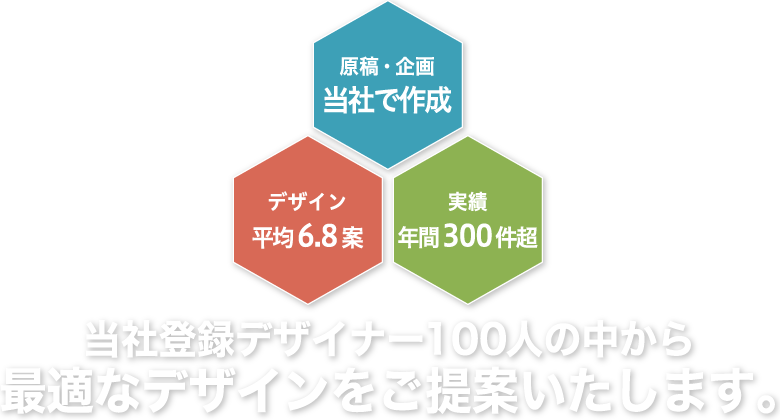 原稿・企画
当社で作成
デザイン
平均6.8案
実績
年間300件超
当社登録デザイナー100人の中から
最適なデザインをご提案いたします。